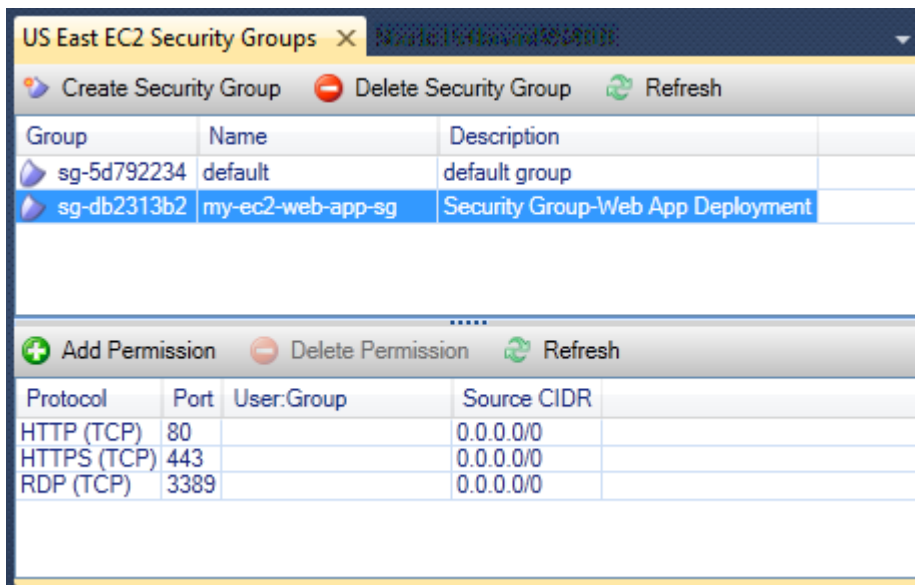 US East EC2 Security Groups
Create Security Group Delete Security Group Refresh
Group Name Description
sg-5d792234 default default group
sg-db2313b2 my-ec2-web-app-sg Security Group-Web App Deployment
Add Permission Delete Permission Refresh
Protocol Port User:Group Source CIDR
HTTP (TCP) 80 0.0.0.0/0
HTTPS (TCP) 443 0.0.0.0/0
RDP (TCP) 3389 0.0.0.0/0